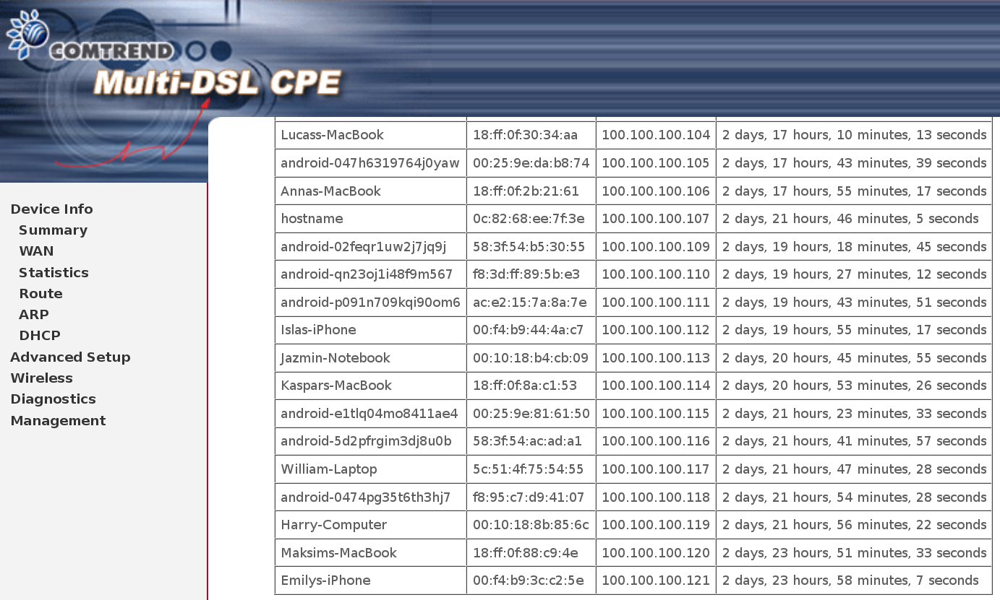 COMTREND
Multi-DSL CPE
Device Info
Summary
WAN
Statistics
Route
ARP
DHCP
Advanced Setup
Wireless
Diagnostics
Management
Lucass-MacBook 18:ff:0f:30:34:aa 100.100.100.104 2 days, 17 hours, 10 minutes, 13 seconds
android-047h6319764j0yaw 00:25:9e:da:b8:74 100.100.100.105 2 days, 17 hours, 43 minutes, 39 seconds
Annas-MacBook 18:ff:0f:2b:21:61 100.100.100.106 2 days, 17 hours, 55 minutes, 17 seconds
hostname 0c:82:68:ee:7f:3e 100.100.100.107 2 days, 21 hours, 46 minutes, 5 seconds
android-02feqr1uw2j7jq9j 58:3f:54:b5:30:55 100.100.100.109 2 days, 19 hours, 18 minutes, 45 seconds
android-qn23oj1i48f9m567 f8:3d:ff:89:5b:e3 100.100.100.110 2 days, 19 hours, 27 minutes, 12 seconds
android-p091n709kqi90om6 ac:e2:15:7a:8a:7e 100.100.100.111 2 days, 19 hours, 43 minutes, 51 seconds
Islas-iPhone 00:f4:b9:44:4a:c7 100.100.100.112 2 days, 19 hours, 55 minutes, 17 seconds
Jazmin-Notebook 00:10:18:b4:cb:09 100.100.100.113 2 days, 20 hours, 45 minutes, 55 seconds
Kaspars-MacBook 18:ff:0f:8a:c1:53 100.100.100.114 2 days, 20 hours, 53 minutes, 26 seconds
android-e1tlq04mo8411ae4 00:25:9e:81:61:50 100.100.100.115 2 days, 21 hours, 23 minutes, 33 seconds
android-5d2pfrgim3dj8u0b 58:3f:54:ac:ad:a1 100.100.100.116 2 days, 21 hours, 41 minutes, 57 seconds
William-Laptop 5c:51:4f:75:54:55 100.100.100.117 2 days, 21 hours, 47 minutes, 28 seconds
android-0474pg35t6th3hj7 f8:95:c7:d9:41:07 100.100.100.118 2 days, 21 hours, 54 minutes, 28 seconds
Harry-Computer 00:10:18:8b:85:6c 100.100.100.119 2 days, 21 hours, 56 minutes, 22 seconds
Maksims-MacBook 18:ff:0f:88:c9:4e 100.100.100.120 2 days, 23 hours, 51 minutes, 33 seconds
Emilys-iPhone 00:f4:b9:3c:c2:5e 100.100.100.121 2 days, 23 hours, 58 minutes, 7 seconds